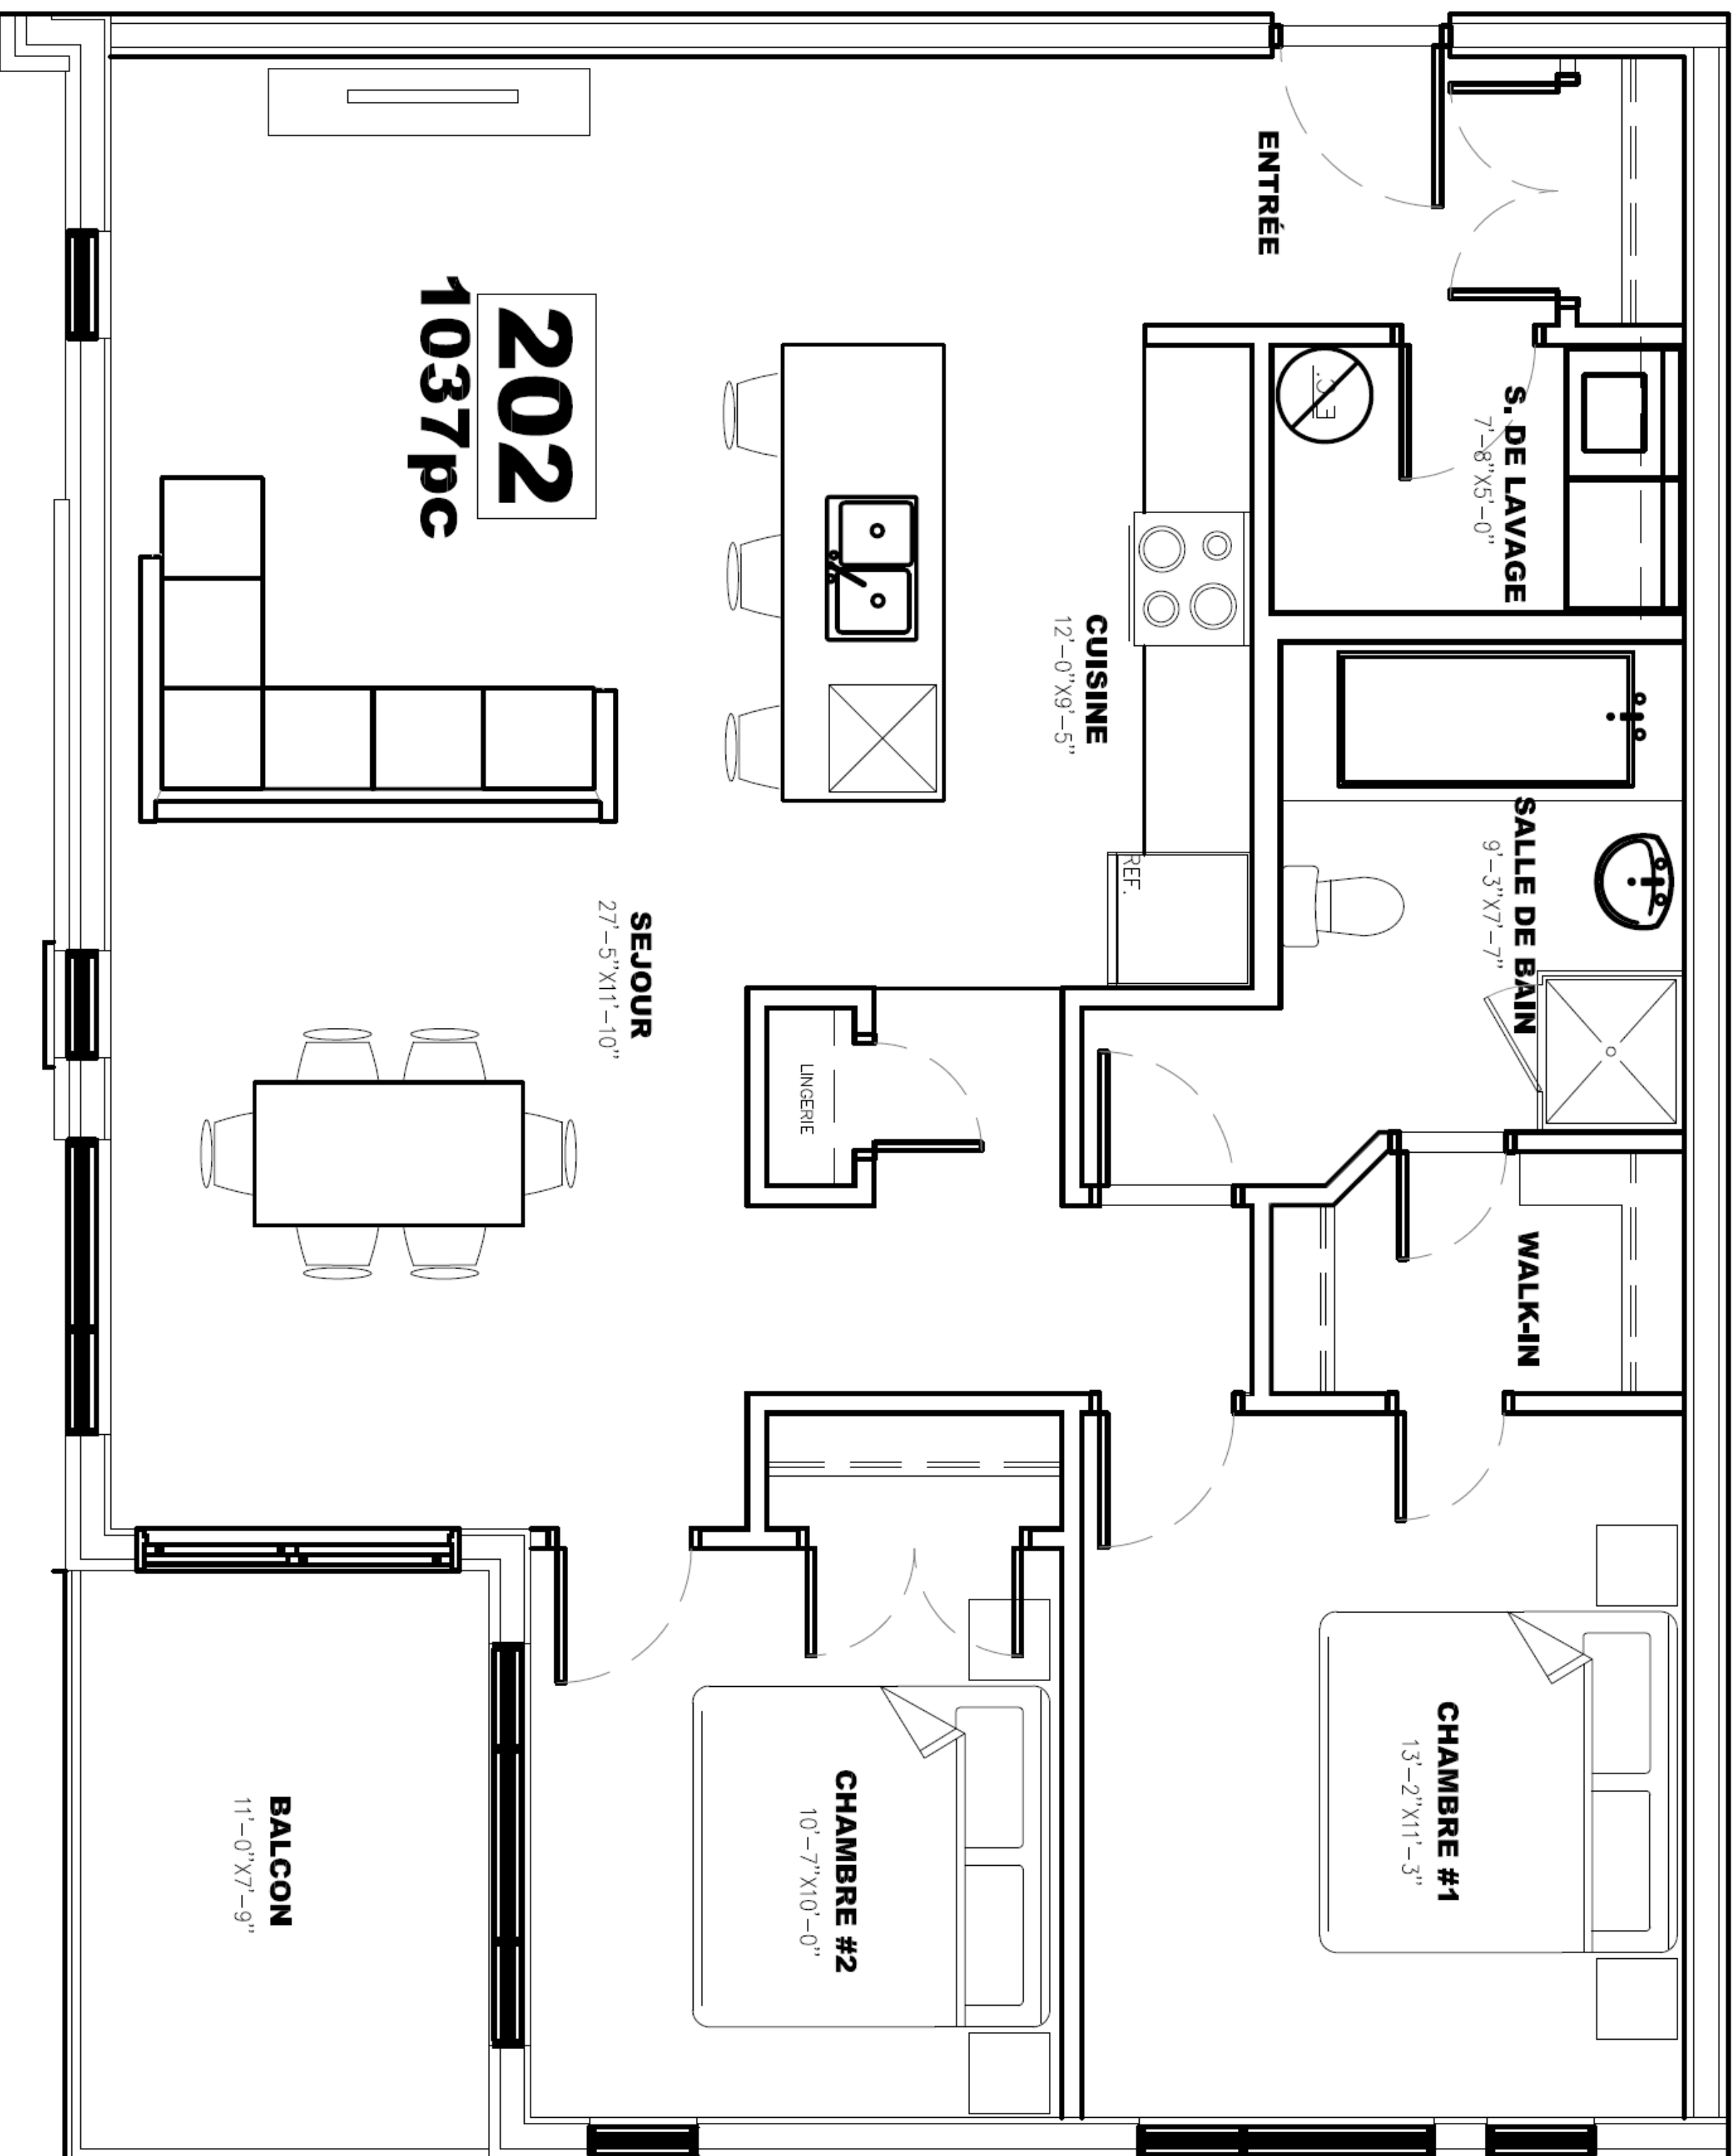 ENTRÉE
S. DE LAVAGE
7'-8"X5'-0"
E.C.
SALLE DE BAIN
9'-3"X7'-7"
WALK-IN
CHAMBRE #1
13'-2"X11'-3"
CUISINE
12'-0"X9'-5"
REF.
LINGERIE
CHAMBRE #2
10'-7"X10'-0"
202
1037pc
SEJOUR
27'-5"X11'-10"
BALCON
11'-0"X7'-9"